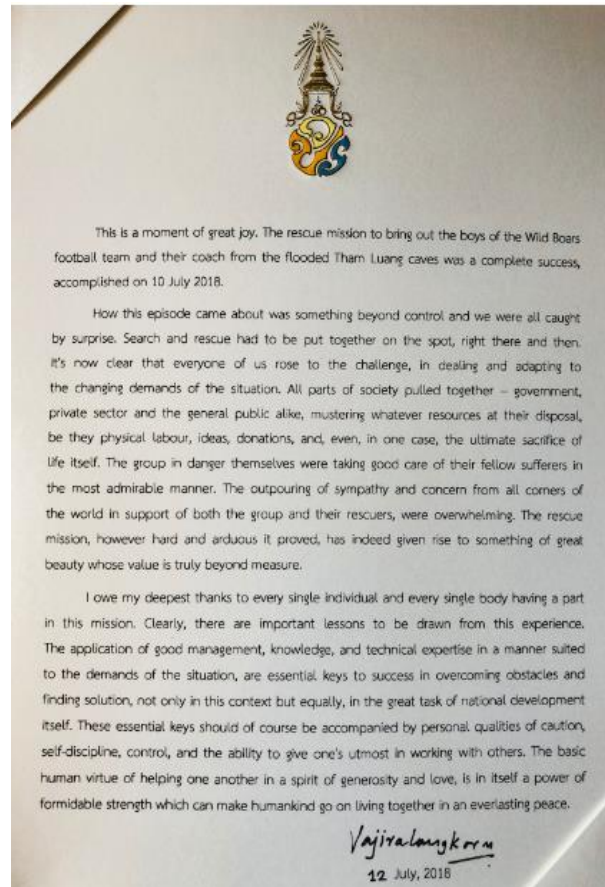 This is a moment of great joy. The rescue mission to bring out the boys of the Wild Boars
football team and their coach from the flooded Tham Luang caves was a complete success,
accomplished on 10 July 2018.
How this episode came about was something beyond control and we were all caught
by surprise. Search and rescue had to be put together on the spot, right there and then.
It's now clear that everyone of us rose to the challenge, in dealing and adapting to
the changing demands of the situation. All parts of society pulled together – government,
private sector and the general public alike, mustering whatever resources at their disposal,
be they physical labour, ideas, donations, and, even, in one case, the ultimate sacrifice of
life itself. The group in danger themselves were taking good care of their fellow sufferers in
the most admirable manner. The outpouring of sympathy and concern from all corners of
the world in support of both the group and their rescuers, were overwhelming. The rescue
mission, however hard and arduous it proved, has indeed given rise to something of great
beauty whose value is truly beyond measure.
I owe my deepest thanks to every single individual and every single body having a part
in this mission. Clearly, there are important lessons to be drawn from this experience.
The application of good management, knowledge, and technical expertise in a manner suited
to the demands of the situation, are essential keys to success in overcoming obstacles and
finding solution, not only in this context but equally, in the great task of national development
itself. These essential keys should of course be accompanied by personal qualities of caution,
self-discipline, control, and the ability to give one's utmost in working with others. The basic
human virtue of helping one another in a spirit of generosity and love, is in itself a power of
formidable strength which can make humankind go on living together in an everlasting peace.
Vajiralongkorn
12 July, 2018